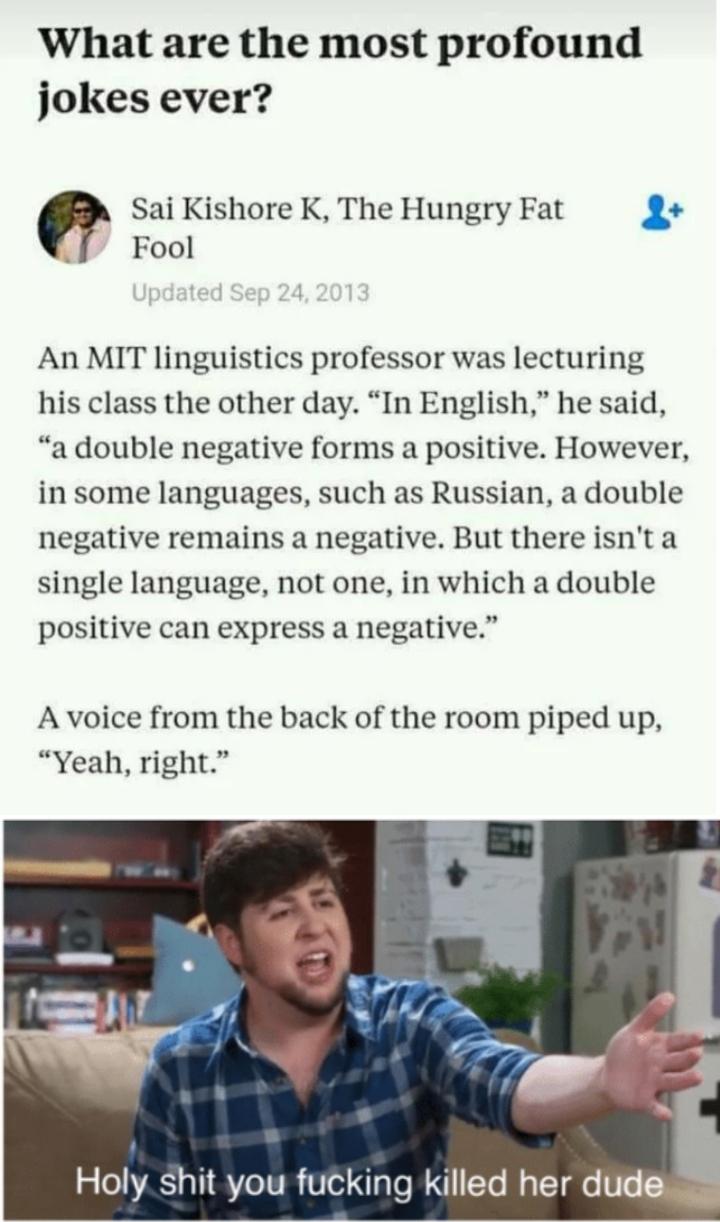 What are the most profound
jokes ever?
Sai Kishore K, The Hungry Fat
Fool
Updated Sep 24, 2013
An MIT linguistics professor was lecturing
his class the other day. “In English,” he said,
“a double negative forms a positive. However,
in some languages, such as Russian, a double
negative remains a negative. But there isn't a
single language, not one, in which a double
positive can express a negative.”
A voice from the back of the room piped up,
“Yeah, right.”
Holy shit you fucking killed her dude